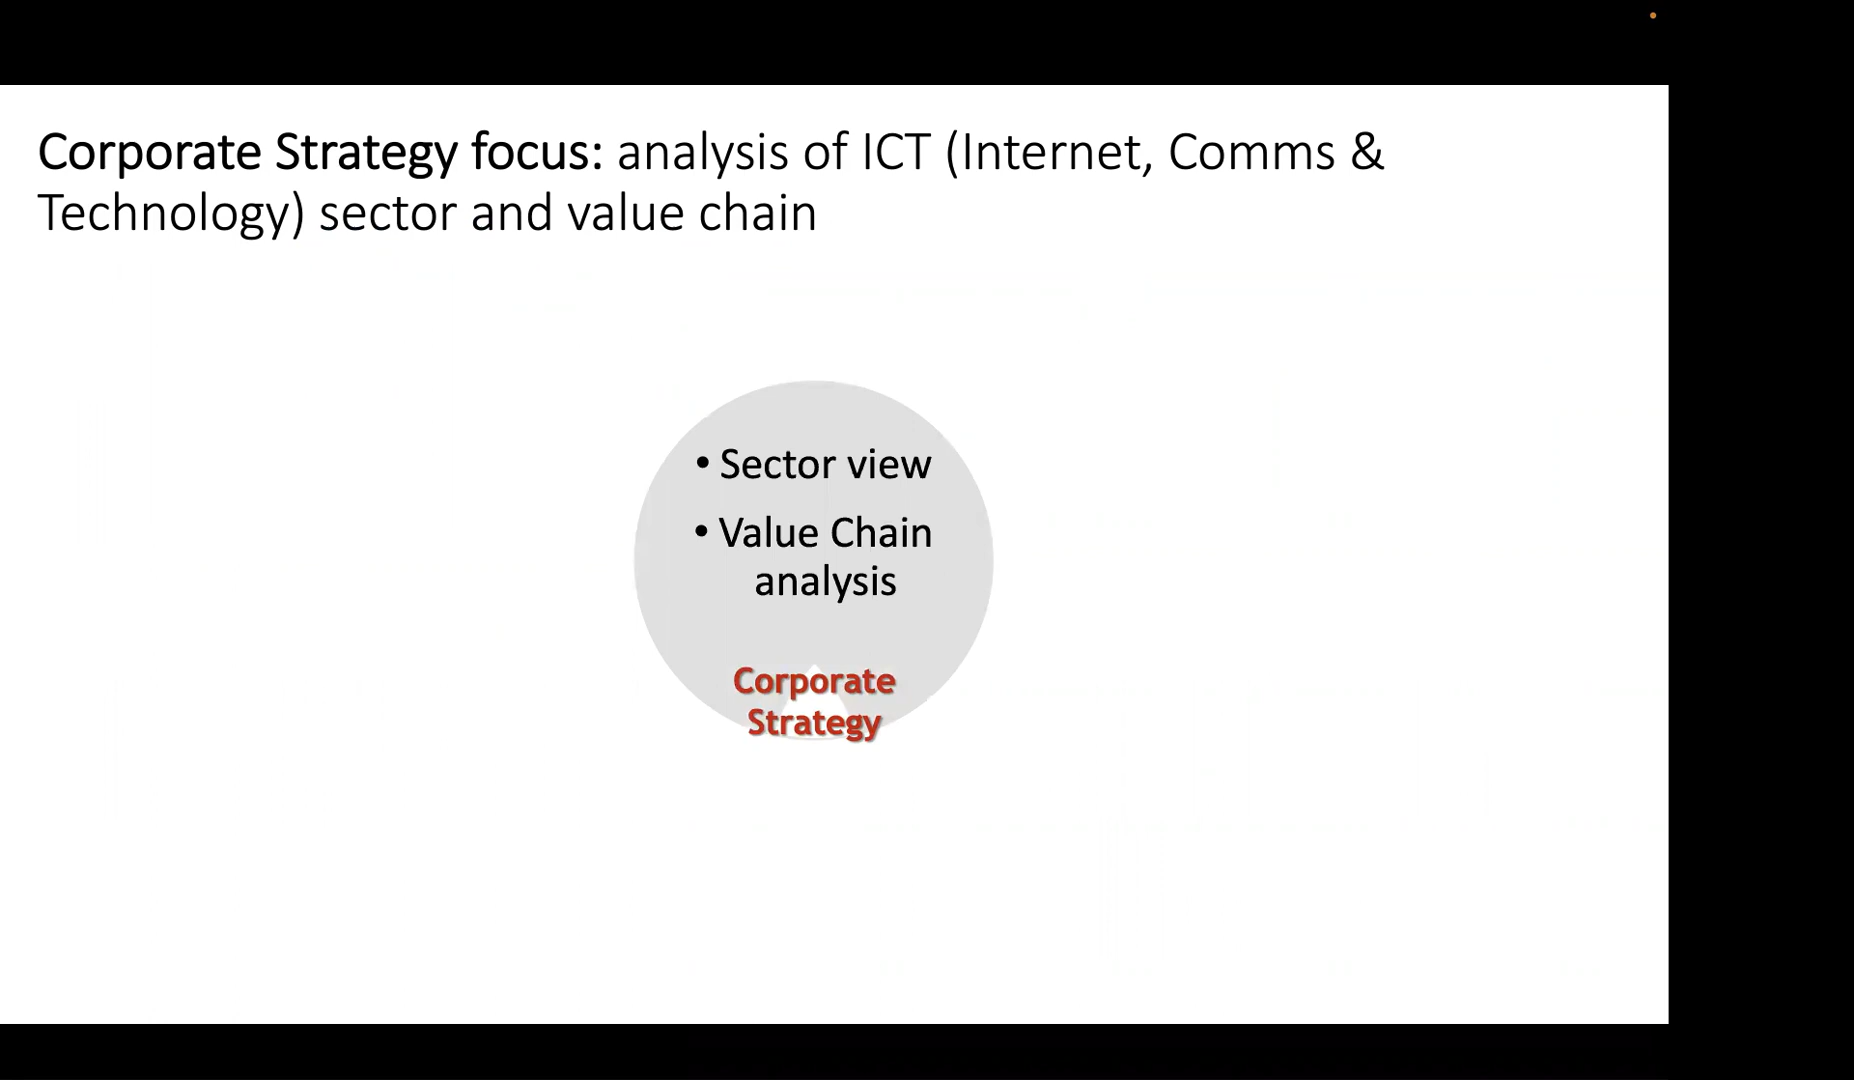 Corporate Strategy focus: analysis of ICT (Internet, Comms &
Technology) sector and value chain
• Sector view
• Value Chain
analysis
Corporate
Strategy